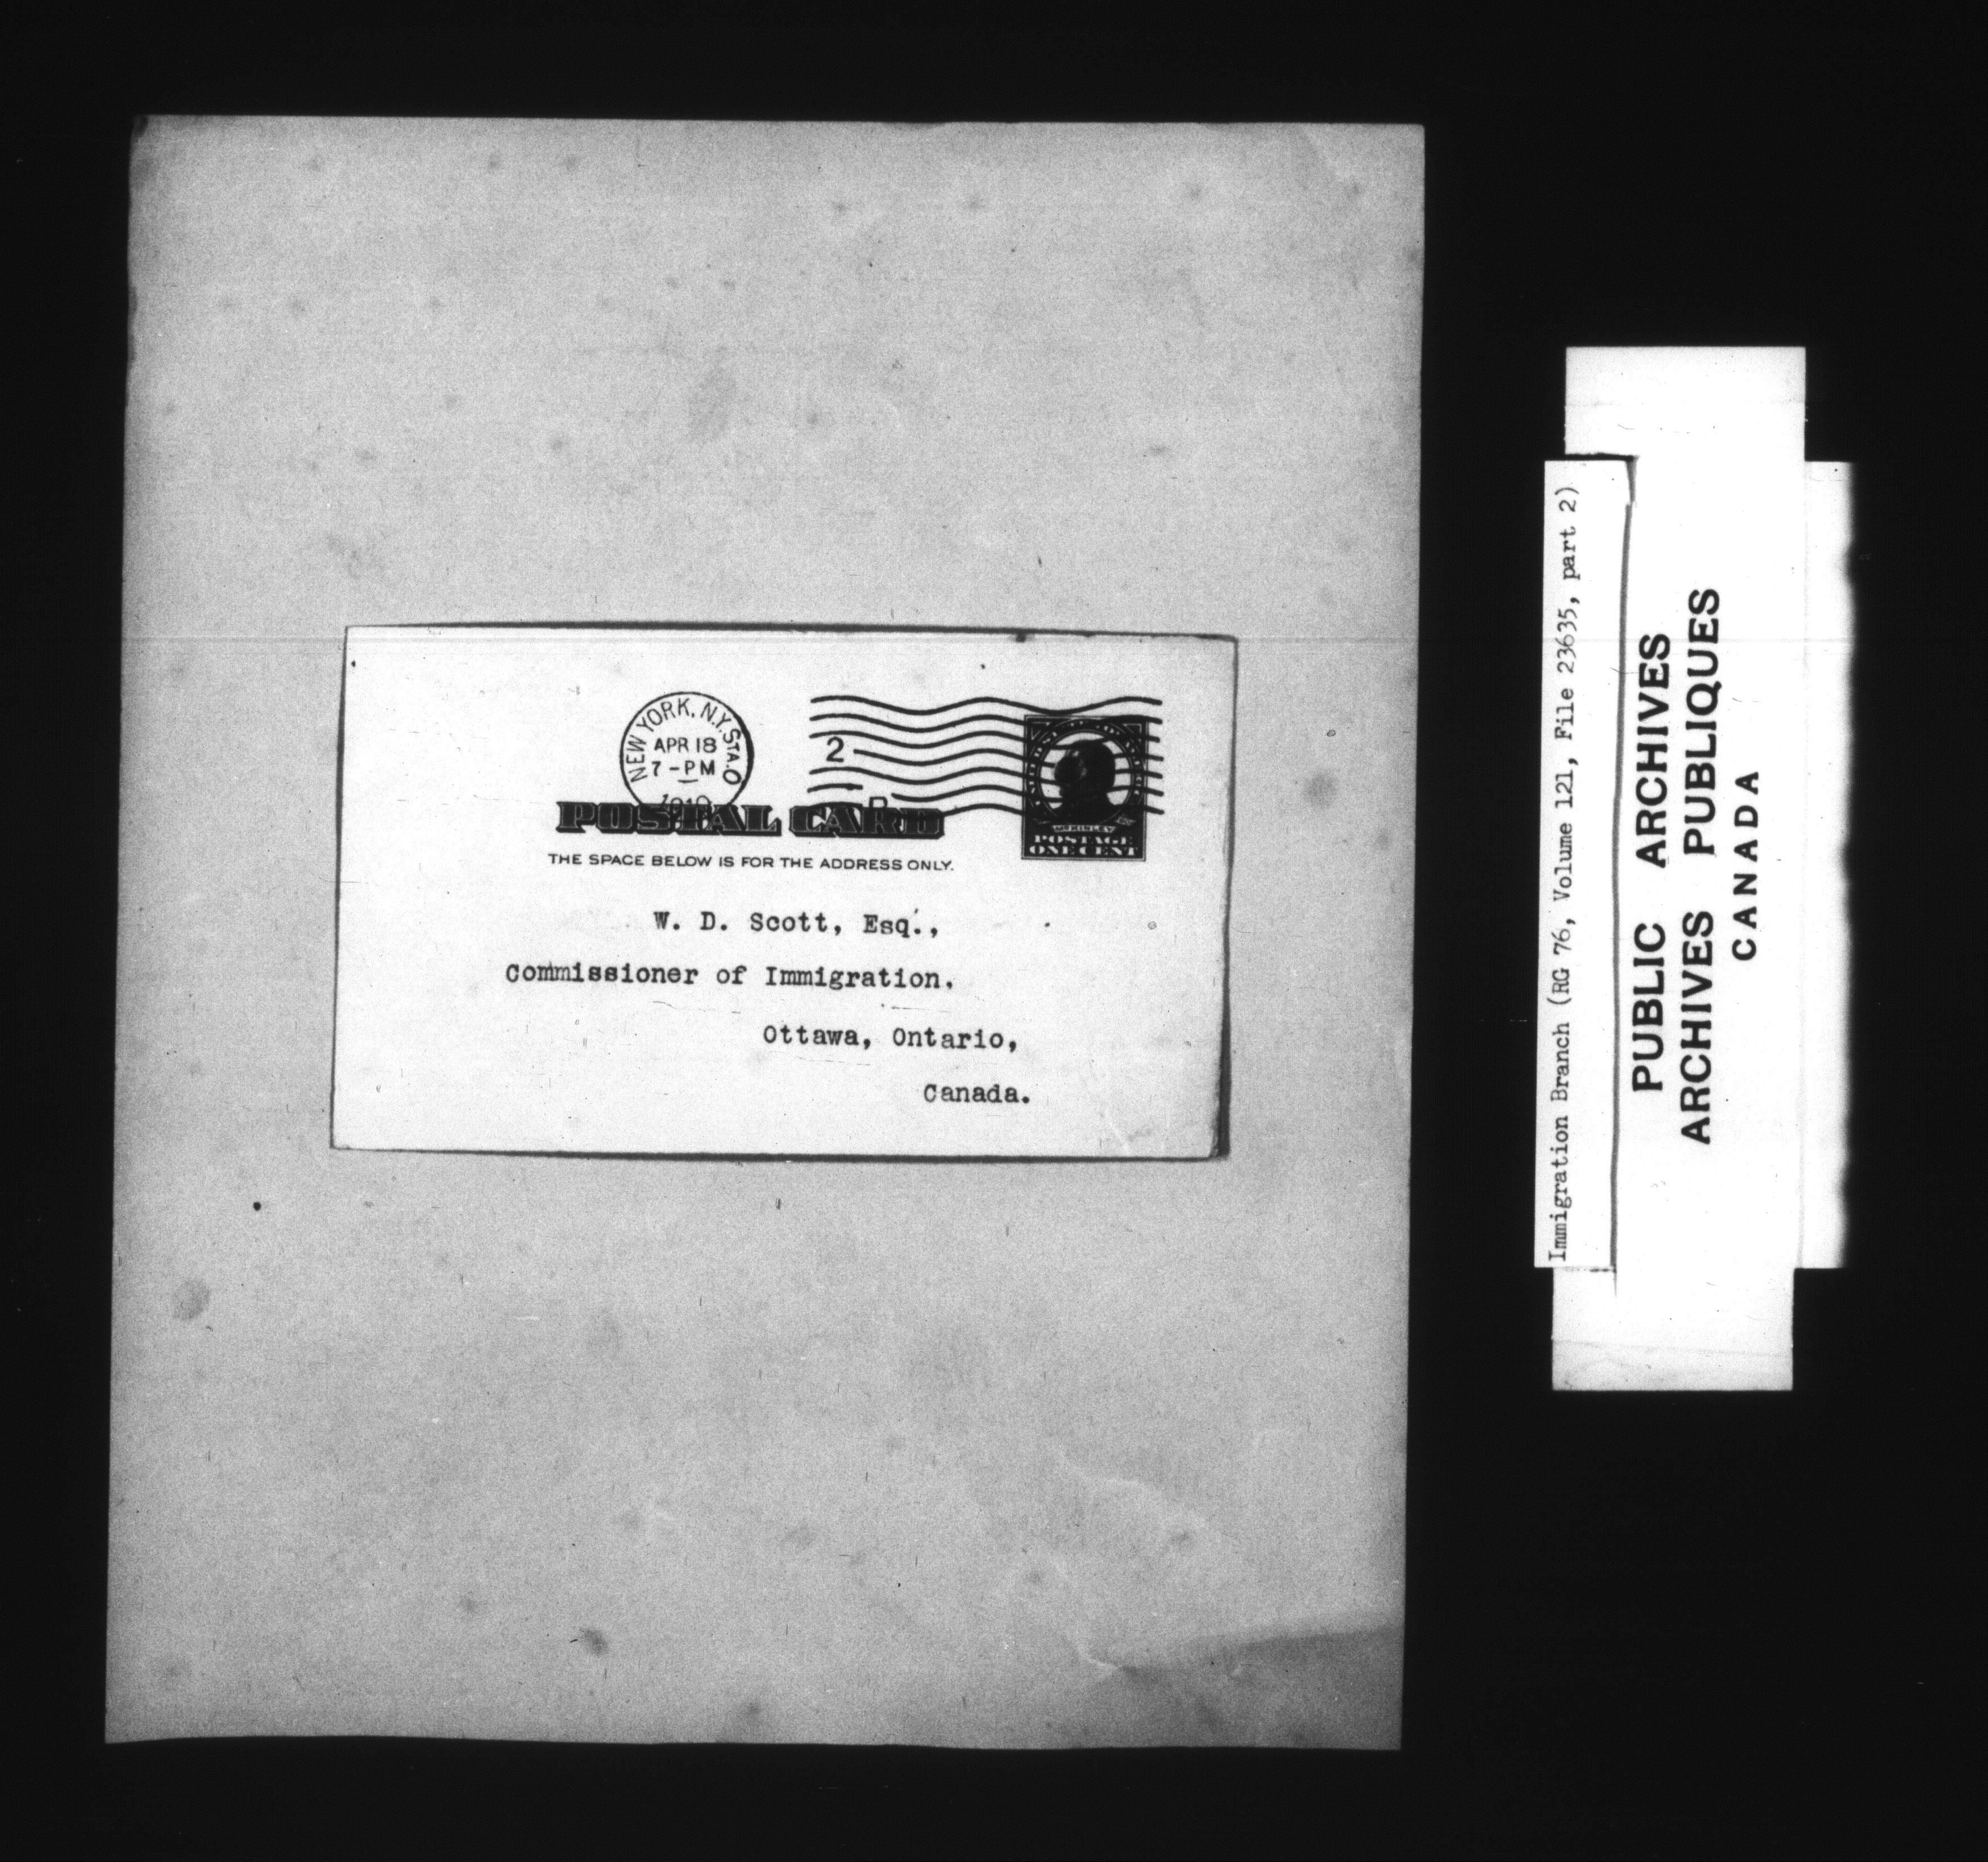 NEW YORK, N.Y. STA. O
APR 18
7-PM
1910
2
POSTAL CARD
McKINLEY
POSTAGE
ONE CENT
THE SPACE BELOW IS FOR THE ADDRESS ONLY.
W. D. Scott, Esq.,
Commissioner of Immigration.
Ottawa, Ontario,
Canada.
Immigration Branch (RG 76, Volume 121, File 23635, part 2)
PUBLIC ARCHIVES
ARCHIVES PUBLIQUES
CANADA